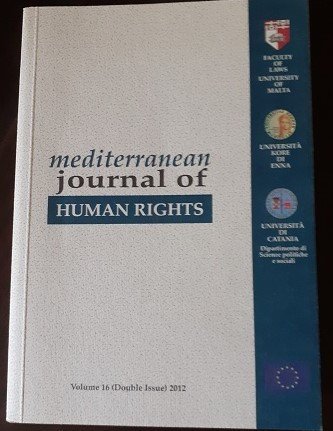 FACULTY
OF
LAWS
UNIVERSITY
OF
MALTA
UNIVERSITÀ
KORE
DI
ENNA
UNIVERSITÀ
DI
CATANIA
Dipartimento di
Scienze politiche
e sociali
mediterranean
journal of
HUMAN RIGHTS
Volume 16 (Double Issue) 2012